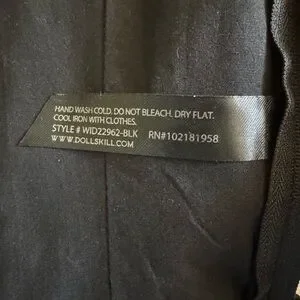 HAND WASH COLD. DO NOT BLEACH. DRY FLAT.
COOL IRON WITH CLOTHES.
STYLE # WID22962-BLK RN#102181958
WWW.DOLLSKILL.COM